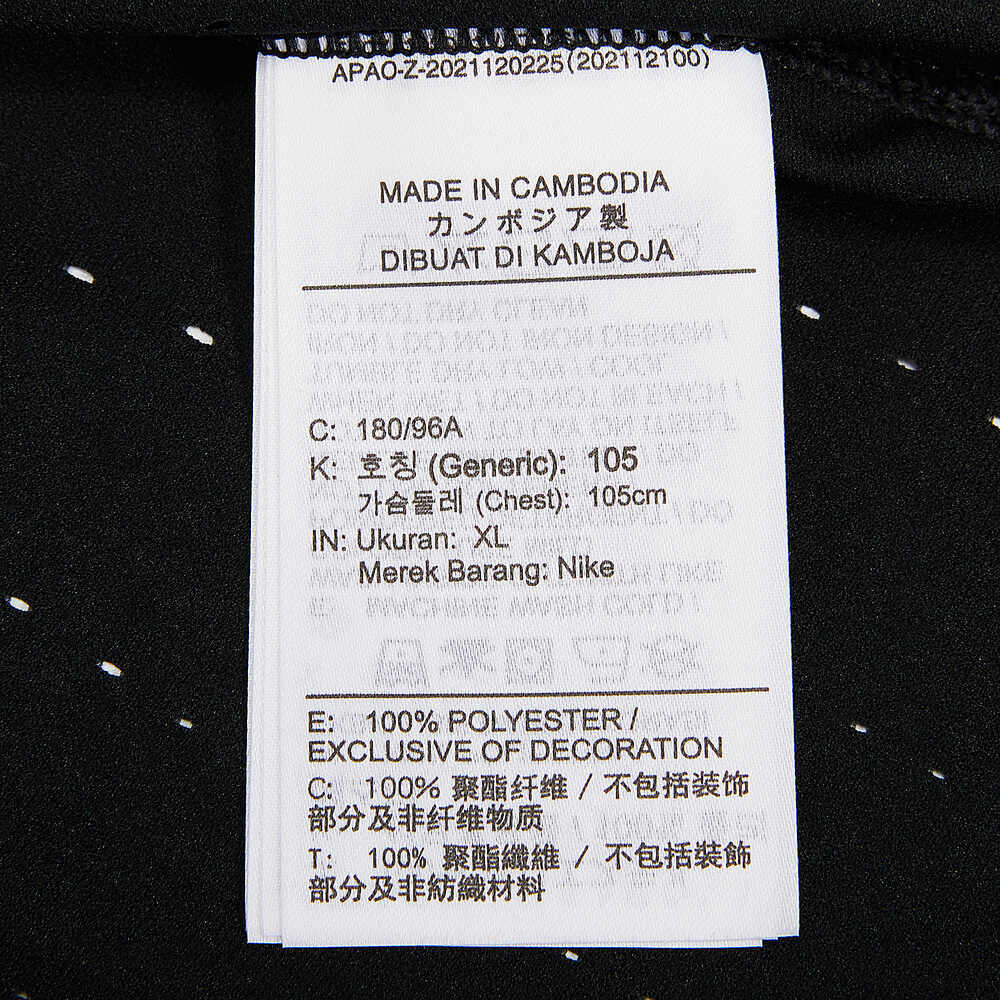 APAO-Z-2021120225(202112100)
MADE IN CAMBODIA
カンボジア製
DIBUAT DI KAMBOJA
C: 180/96A
K: 호칭 (Generic): 105
가슴둘레 (Chest): 105cm
IN: Ukuran: XL
Merek Barang: Nike
E: 100% POLYESTER /
EXCLUSIVE OF DECORATION
C: 100% 聚酯纤维 / 不包括装饰
部分及非纤维物质
T: 100% 聚酯纖維 / 不包括裝飾
部分及非紡織材料